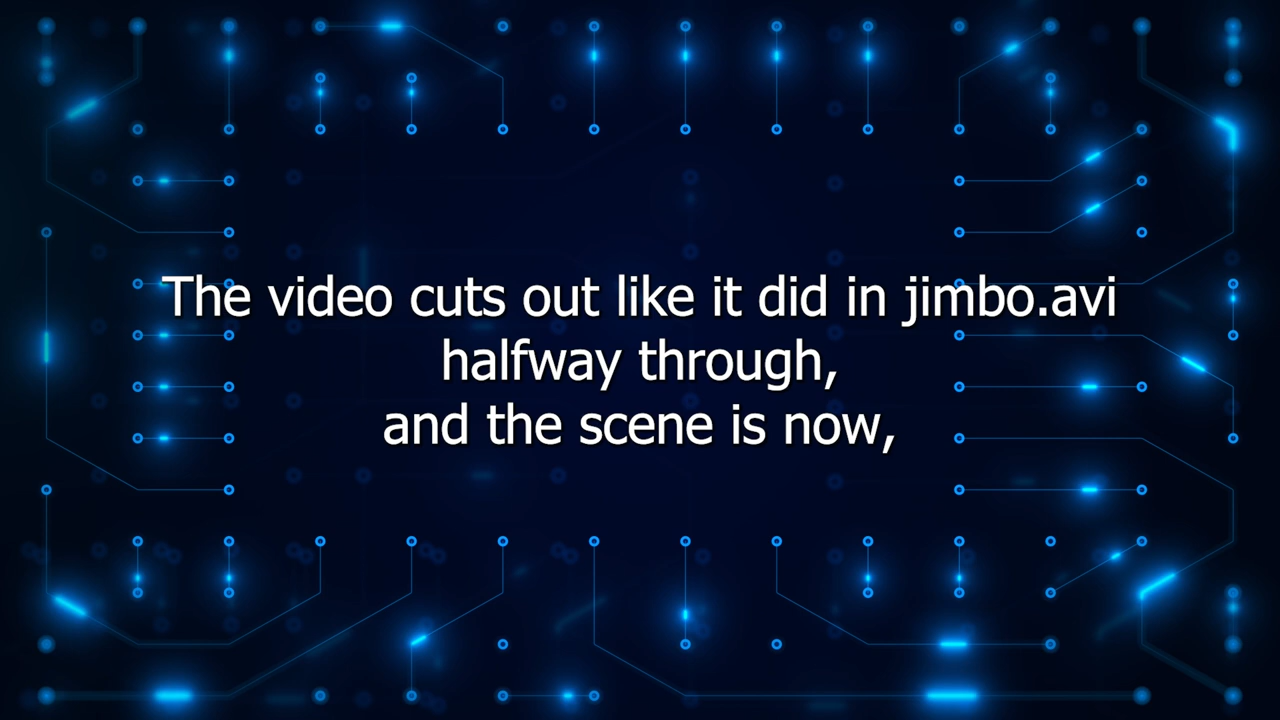 The video cuts out like it did in jimbo.avi
halfway through,
and the scene is now,